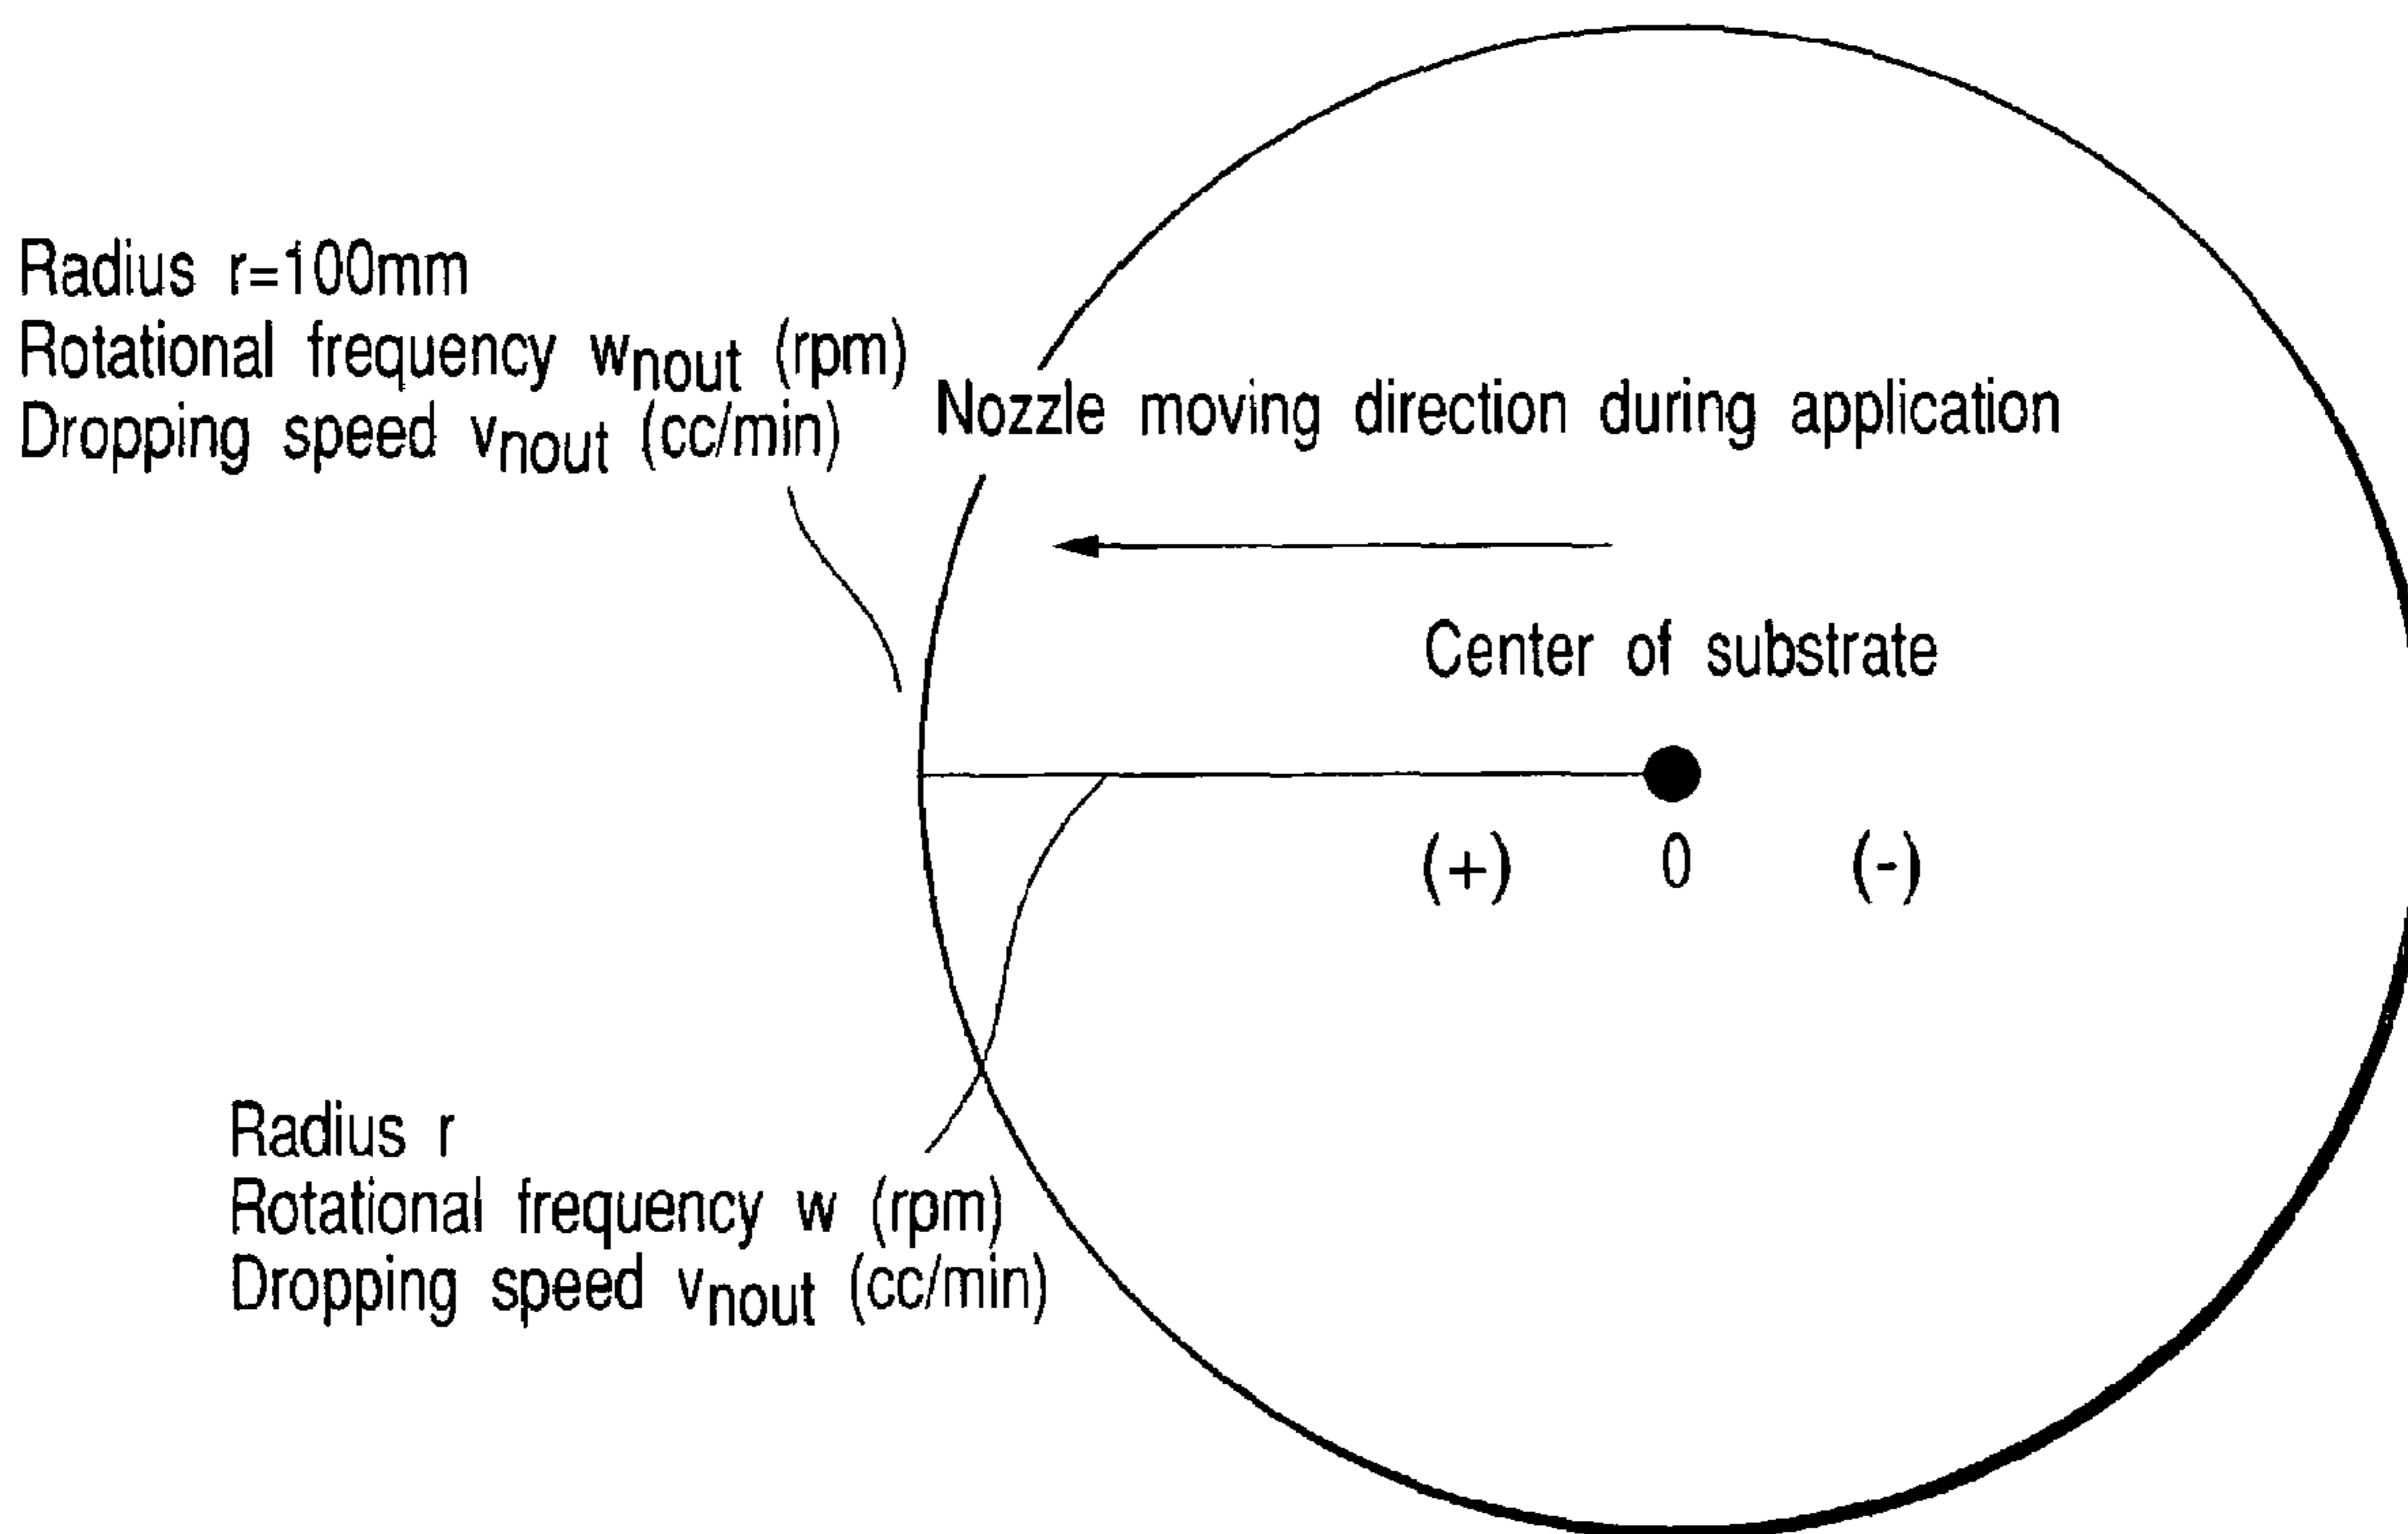 Radius r=100mm
Rotational frequency wnout (rpm)
Dropping speed vnout (cc/min)
Nozzle moving direction during application
Center of substrate
(+) 0 (-)
Radius r
Rotational frequency w (rpm)
Dropping speed vnout (cc/min)